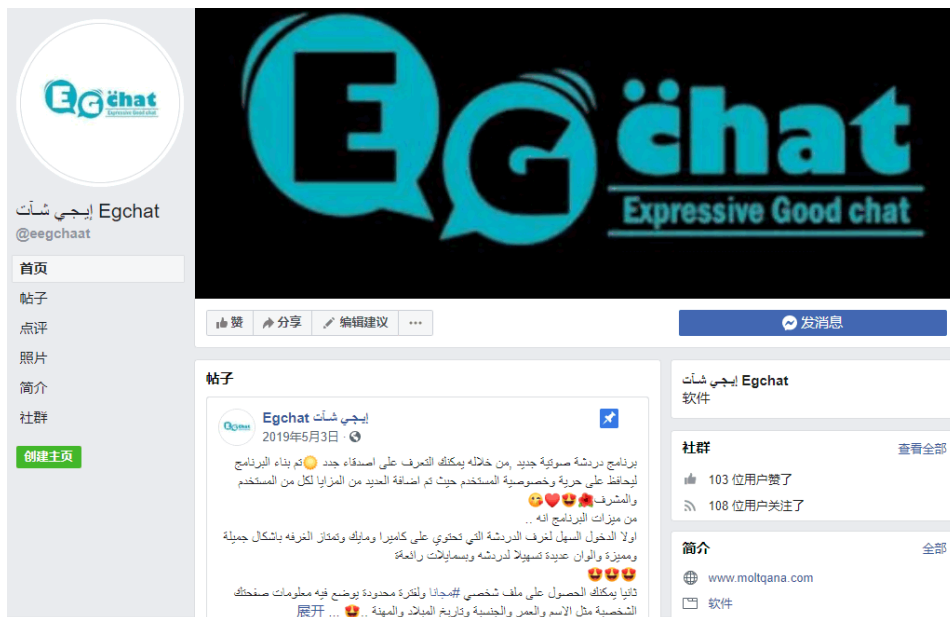 EG chat
Expressive Good chat
EG chat
Expressive Good chat
Egchat إيجي شآت
@eegchaat
首页
帖子
点评
照片
简介
社群
创建主页
赞
分享
编辑建议
...
发消息
帖子
Egchat إيجي شآت
2019年5月3日 ·
برنامج دردشة صوتية جديد ,من خلاله يمكنك التعرف على اصدقاء جدد 😳تم بناء البرنامج
ليحافظ على حرية وخصوصية المستخدم حيث تم اضافة العديد من المزايا لكل من المستخدم
والمشرف🌺😍❤️😘
من ميزات البرنامج انه ..
اولا الدخول السهل لغرف الدردشة التي تحتوي على كاميرا ومايك وتمتاز الغرفه باشكال جميلة
ومميزة والوان عديدة تسهيلا لدردشه وبسمايلات رائعة
😍😍😍
ثانيا يمكنك الحصول على ملف شخصي #مجانا ولفترة محدودة يوضع فيه معلومات صفحتك
الشخصية مثل الاسم والعمر والجنسية وتاريخ الميلاد والمهنة ..😍 ... 展开
Egchat إيجي شآت
软件
社群
查看全部
103 位用户赞了
108 位用户关注了
简介
全部
www.moltqana.com
软件